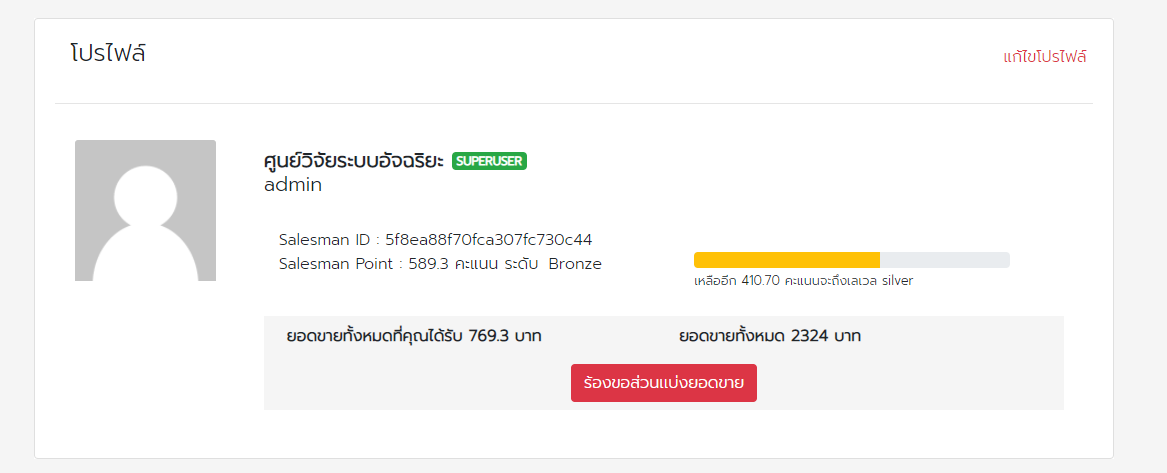 โปรไฟล์
แก้ไขโปรไฟล์
ศูนย์วิจัยระบบอัจฉริยะ SUPERUSER
admin
Salesman ID : 5f8ea88f70fca307fc730c44
Salesman Point : 589.3 คะแนน ระดับ Bronze
เหลืออีก 410.70 คะแนนจะถึงเลเวล silver
ยอดขายทั้งหมดที่คุณได้รับ 769.3 บาท
ยอดขายทั้งหมด 2324 บาท
ร้องขอส่วนแบ่งยอดขาย